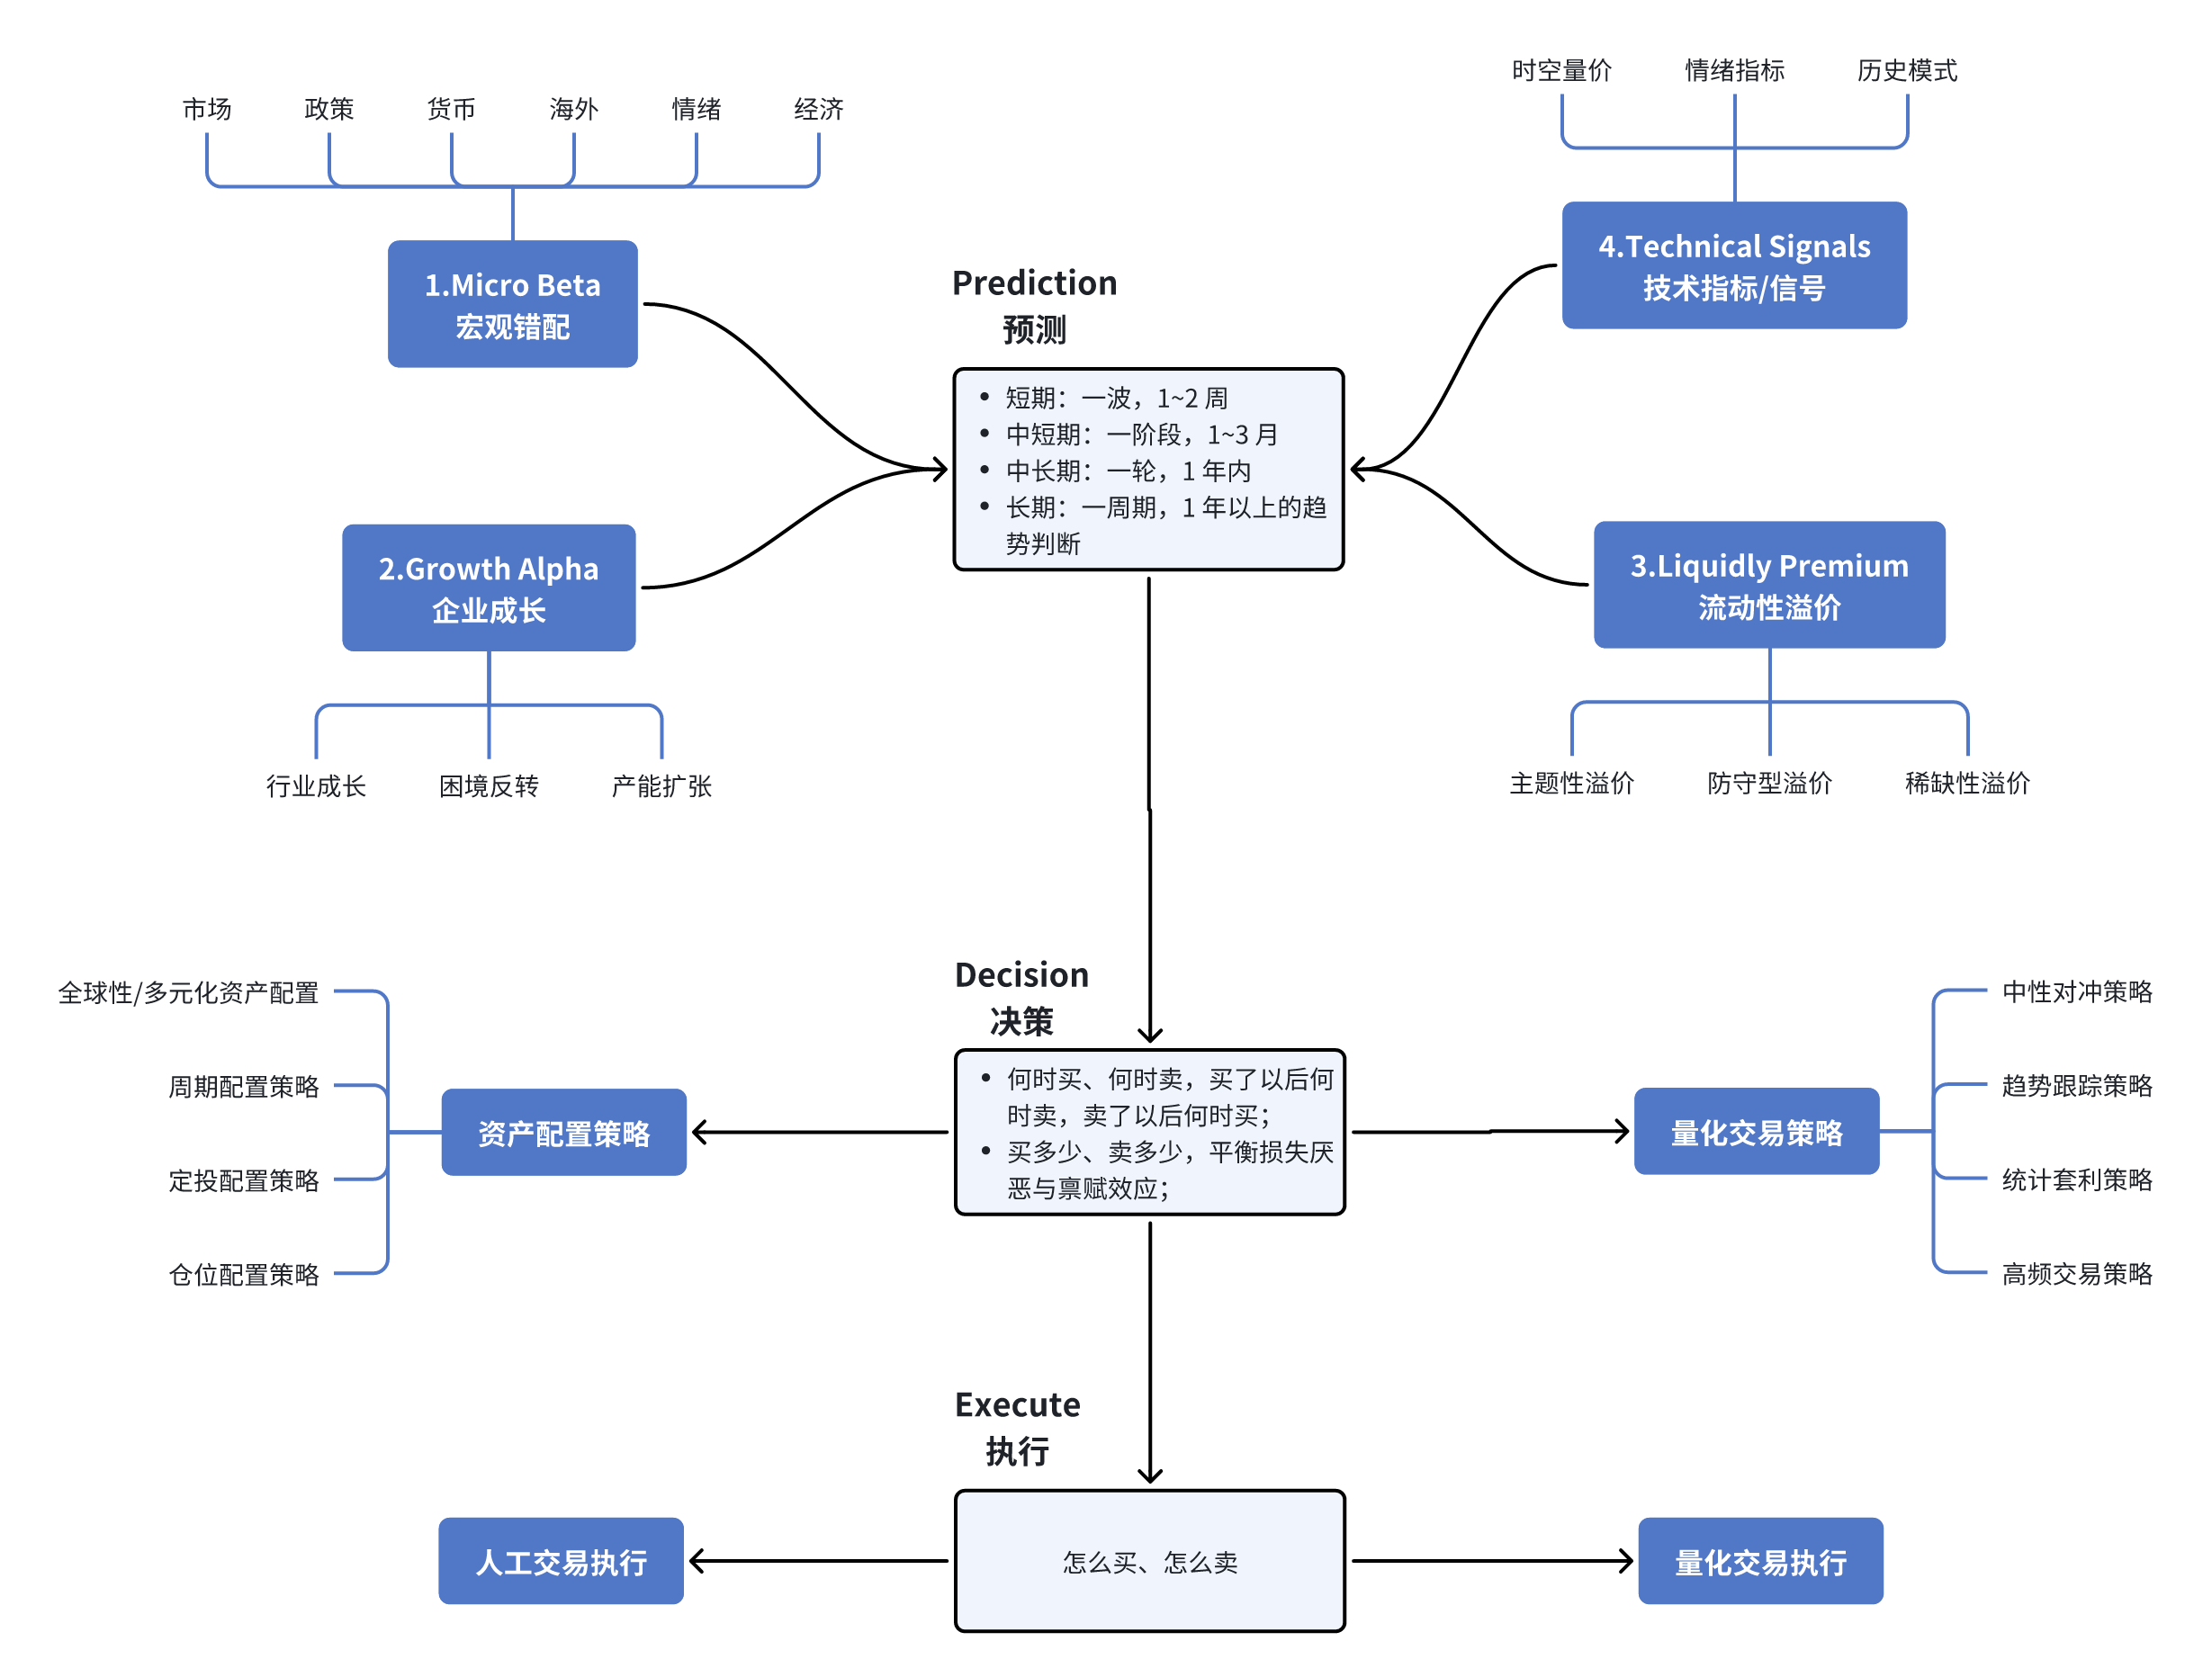 市场
政策
货币
海外
情绪
经济
1.Micro Beta
宏观错配
时空量价
情绪指标
历史模式
4.Technical Signals
技术指标/信号
Prediction
预测
• 短期：一波，1~2 周
• 中短期：一阶段，1~3 月
• 中长期：一轮，1 年内
• 长期：一周期，1 年以上的趋
势判断
2.Growth Alpha
企业成长
行业成长
困境反转
产能扩张
3.Liquidly Premium
流动性溢价
主题性溢价
防守型溢价
稀缺性溢价
Decision
决策
• 何时买、何时卖，买了以后何
时卖，卖了以后何时买；
• 买多少、卖多少，平衡损失厌
恶与禀赋效应；
全球性/多元化资产配置
周期配置策略
定投配置策略
仓位配置策略
资产配置策略
量化交易策略
中性对冲策略
趋势跟踪策略
统计套利策略
高频交易策略
Execute
执行
人工交易执行
怎么买、怎么卖
量化交易执行